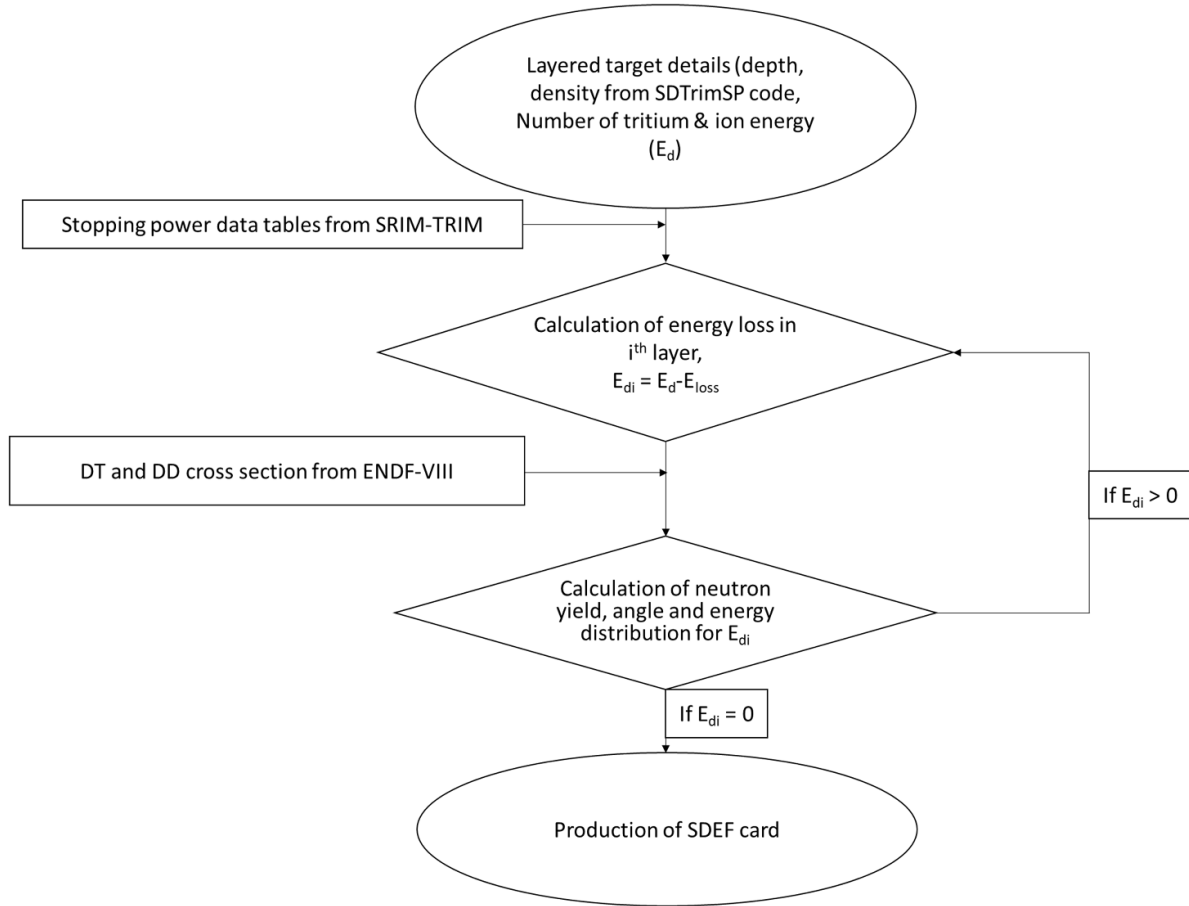 Layered target details (depth,
density from SDTrimSP code,
Number of tritium & ion energy
(Ed)
Stopping power data tables from SRIM-TRIM
Calculation of energy loss in
ith layer,
Edi = Ed-Eloss
DT and DD cross section from ENDF-VIII
If Edi > 0
Calculation of neutron
yield, angle and energy
distribution for Edi
If Edi = 0
Production of SDEF card